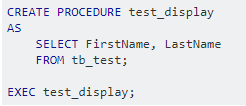 CREATE PROCEDURE test_display
AS
SELECT FirstName, LastName
FROM tb_test;
EXEC test_display;